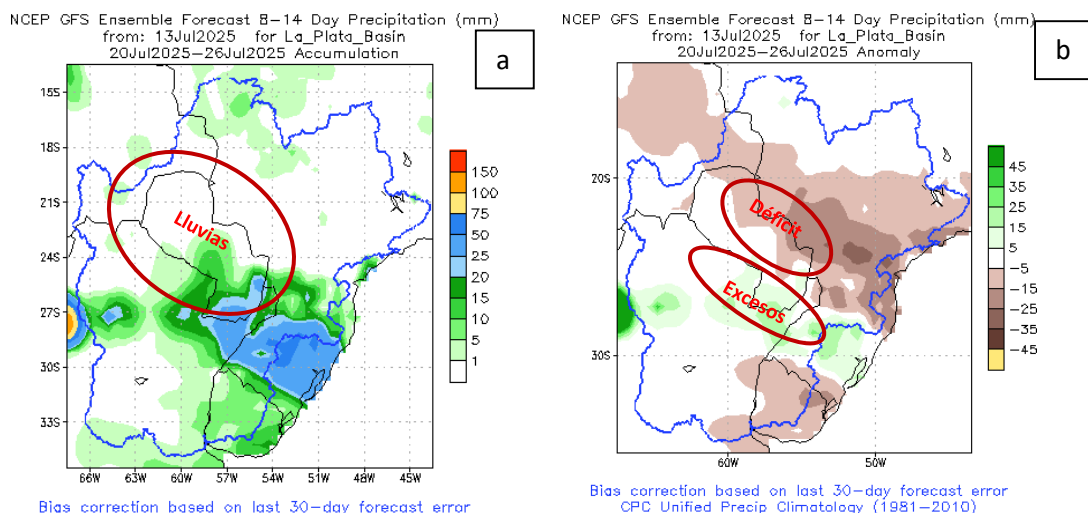 NCEP GFS Ensemble Forecast 8-14 Day Precipitation (mm)
from: 13Jul2025 for La_Plata_Basin
20Jul2025-26Jul2025 Accumulation
a
15S
18S
21S
24S
27S
30S
33S
66W 63W 60W 57W 54W 51W 48W 45W
Lluvias
150
100
75
50
25
20
15
10
5
1
Bias correction based on last 30-day forecast error
NCEP GFS Ensemble Forecast 8-14 Day Precipitation (mm)
from: 13Jul2025 for La_Plata_Basin
20Jul2025-26Jul2025 Anomaly
b
20S
30S
60W 50W
Déficit
Excesos
45
35
25
15
5
-5
-15
-25
-35
-45
Bias correction based on last 30-day forecast error
CPC Unified Precip Climatology (1981-2010)